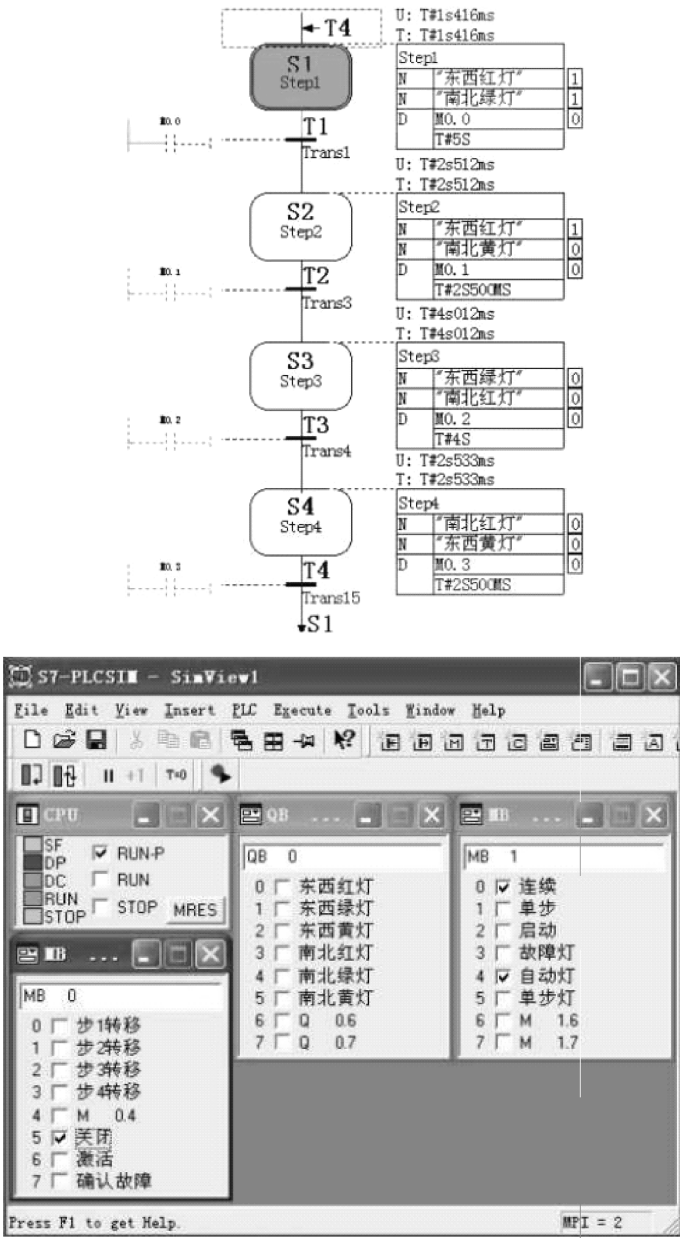 T4
U: T#1s416ms
T: T#1s416ms
S1
Step1
Step1
N "东西红灯" 1
N "南北绿灯" 1
D M0.0 0
T#5S
M0.0
T1
Trans1
U: T#2s512ms
T: T#2s512ms
S2
Step2
Step2
N "东西红灯" 1
N "南北黄灯" 0
D M0.1 0
T#2S500MS
M0.1
T2
Trans3
U: T#4s012ms
T: T#4s012ms
S3
Step3
Step3
N "东西绿灯" 0
N "南北红灯" 0
D M0.2 0
T#4S
M0.2
T3
Trans4
U: T#2s533ms
T: T#2s533ms
S4
Step4
Step4
N "南北红灯" 0
N "东西黄灯" 0
D M0.3 0
T#2S500MS
M0.3
T4
Trans15
S1
S7-PLCSIM - SimView1
File Edit View Insert PLC Execute Tools Window Help
+1 T=0
CPU
SF
DP
DC
RUN
STOP
RUN-P
RUN
STOP
MRES
QB ...
QB 0
0 东西红灯
1 东西绿灯
2 东西黄灯
3 南北红灯
4 南北绿灯
5 南北黄灯
6 Q 0.6
7 Q 0.7
MB ...
MB 1
0 连续
1 单步
2 启动
3 故障灯
4 自动灯
5 单步灯
6 M 1.6
7 M 1.7
MB ...
MB 0
0 步1转移
1 步2转移
2 步3转移
3 步4转移
4 M 0.4
5 关闭
6 激活
7 确认故障
Press F1 to get Help.
MPI = 2